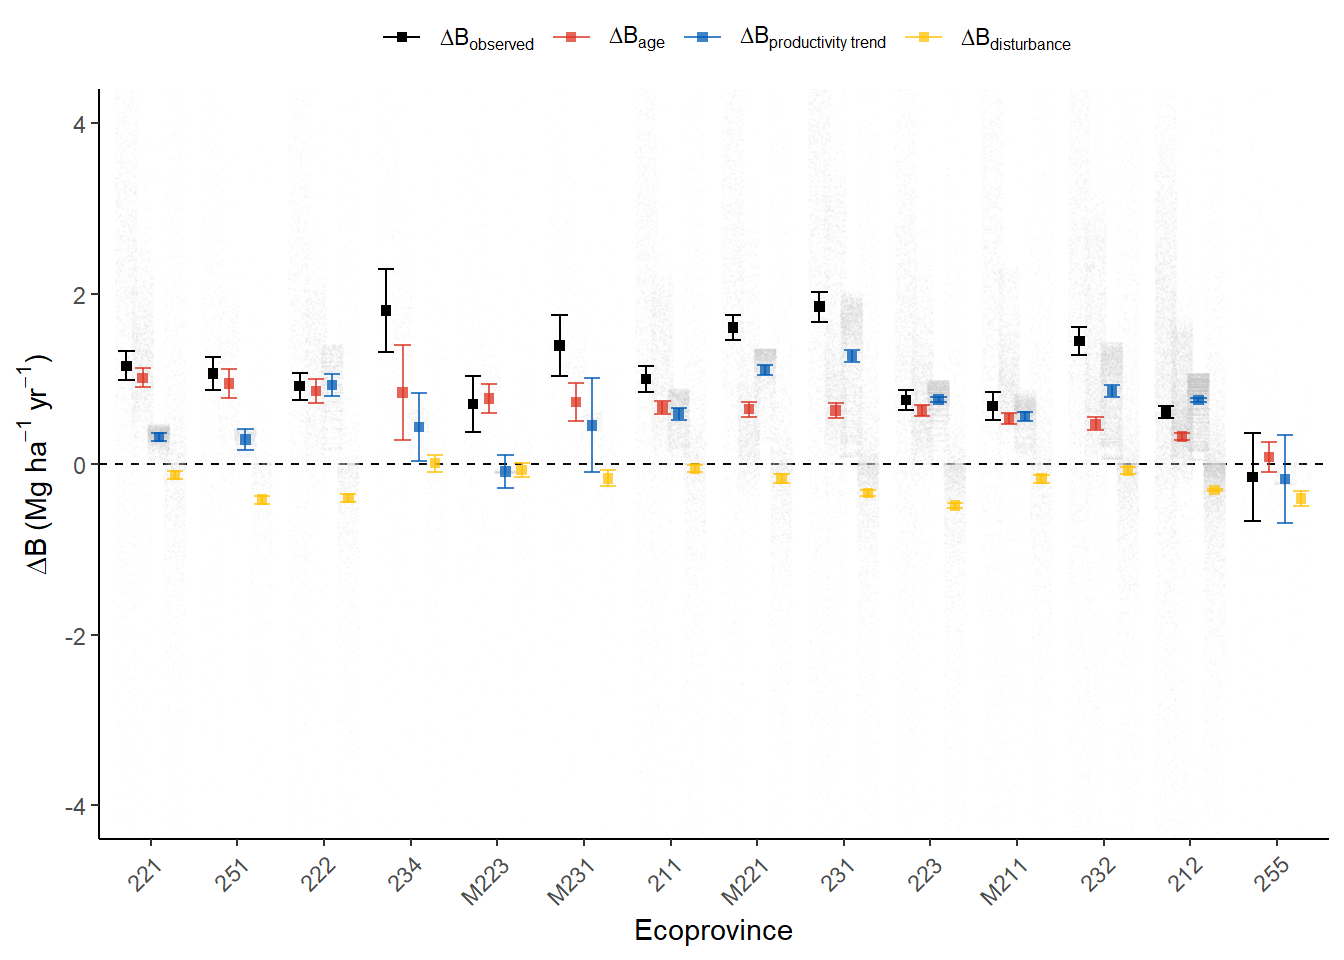 ΔBobserved ΔBage ΔBproductivity trend ΔBdisturbance
4
2
0
-2
-4
ΔB (Mg ha⁻¹ yr⁻¹)
221 251 222 234 M223 M231 211 M221 231 223 M211 232 212 255
Ecoprovince